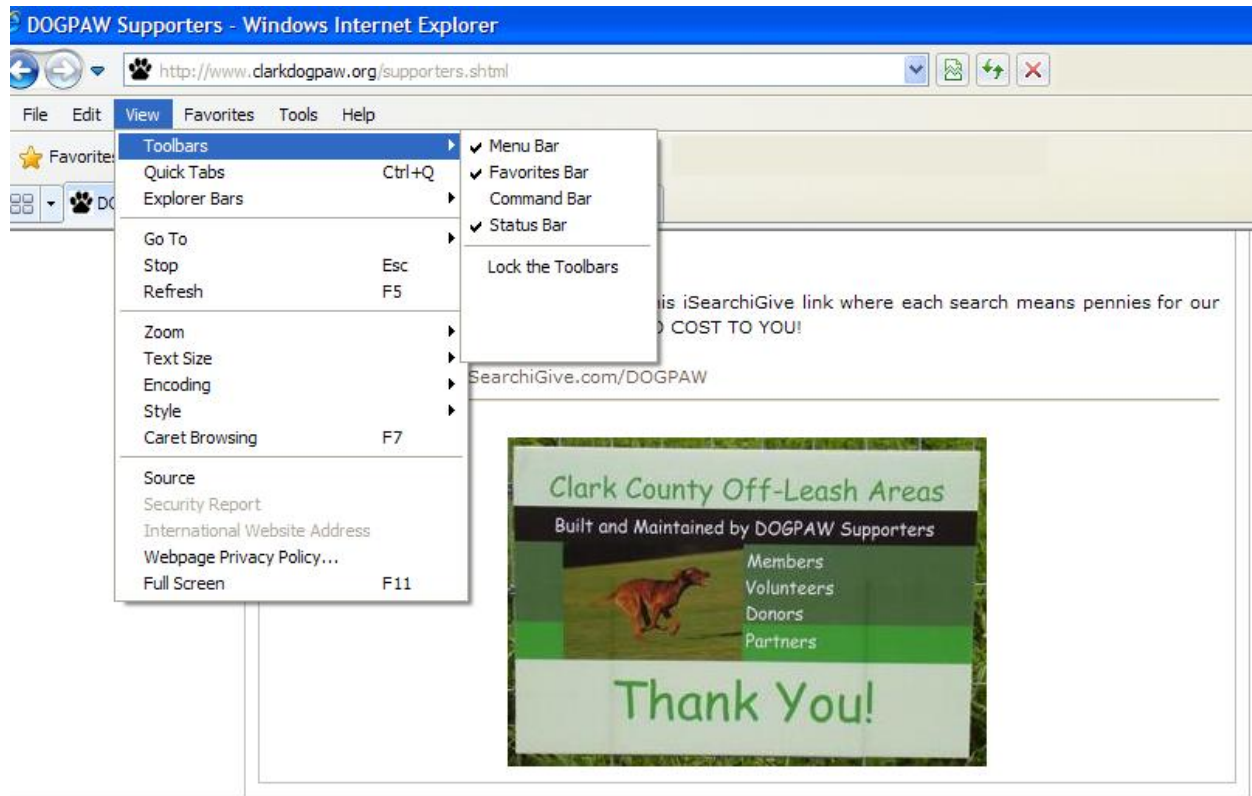 DOGPAW Supporters - Windows Internet Explorer
http://www.clarkdogpaw.org/supporters.shtml
File Edit View Favorites Tools Help
Favorites
Toolbars
Quick Tabs Ctrl+Q
Explorer Bars
Go To
Stop Esc
Refresh F5
Zoom
Text Size
Encoding
Style
Caret Browsing F7
Source
Security Report
International Website Address
Webpage Privacy Policy...
Full Screen F11
Menu Bar
Favorites Bar
Command Bar
Status Bar
Lock the Toolbars
iSearchiGive link where each search means pennies for our
COST TO YOU!
SearchiGive.com/DOGPAW
Clark County Off-Leash Areas
Built and Maintained by DOGPAW Supporters
Members
Volunteers
Donors
Partners
Thank You!